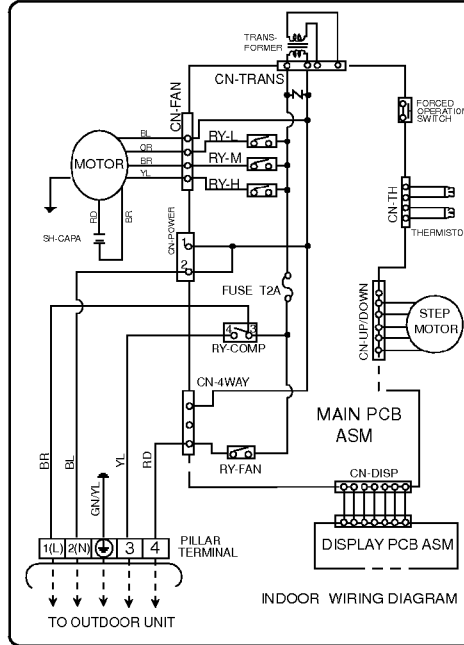 TRANS-
FORMER
CN-TRANS
CN-FAN
FORCED
OPERATION
SWITCH
BL
OR
BR
YL
RY-L
RY-M
RY-H
MOTOR
RD
BR
SH-CAPA
CN-TH
THERMISTO
CN-POWER
1
2
FUSE T2A
CN-UP/DOWN
STEP
MOTOR
4 3
RY-COMP
CN-4WAY
MAIN PCB
ASM
RY-FAN
CN-DISP
BR
BL
GN/YL
YL
RD
1(L) 2(N) 3 4
PILLAR
TERMINAL
DISPLAY PCB ASM
INDOOR WIRING DIAGRAM
TO OUTDOOR UNIT